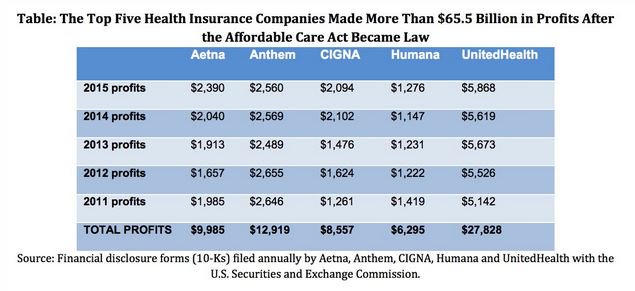 Table: The Top Five Health Insurance Companies Made More Than $65.5 Billion in Profits After
the Affordable Care Act Became Law
Aetna Anthem CIGNA Humana UnitedHealth
2015 profits $2,390 $2,560 $2,094 $1,276 $5,868
2014 profits $2,040 $2,569 $2,102 $1,147 $5,619
2013 profits $1,913 $2,489 $1,476 $1,231 $5,673
2012 profits $1,657 $2,655 $1,624 $1,222 $5,526
2011 profits $1,985 $2,646 $1,261 $1,419 $5,142
TOTAL PROFITS $9,985 $12,919 $8,557 $6,295 $27,828
Source: Financial disclosure forms (10-Ks) filed annually by Aetna, Anthem, CIGNA, Humana and UnitedHealth with the
U.S. Securities and Exchange Commission.